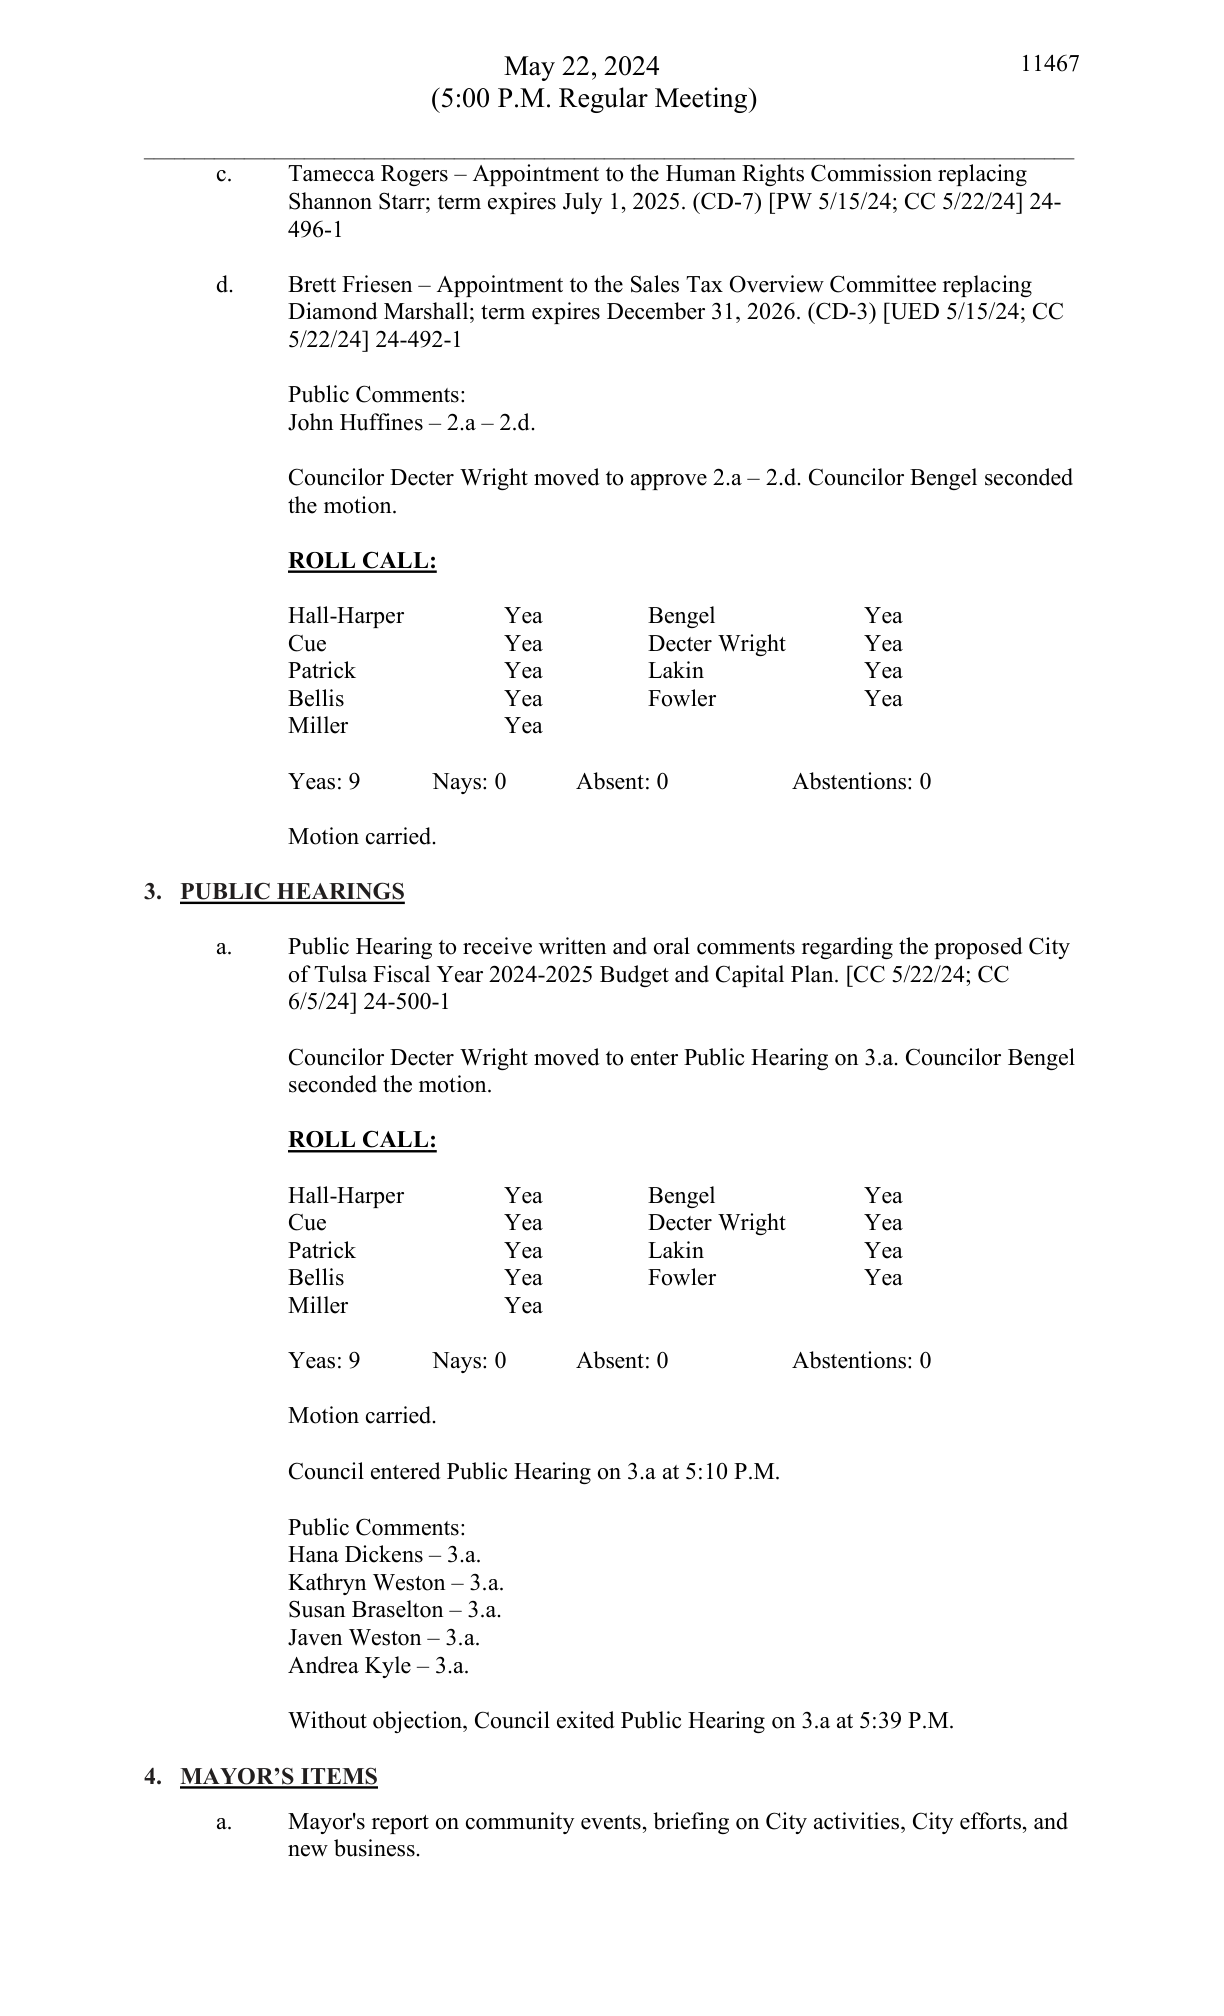 May 22, 2024
11467
(5:00 P.M. Regular Meeting)
c. Tamecca Rogers – Appointment to the Human Rights Commission replacing
Shannon Starr; term expires July 1, 2025. (CD-7) [PW 5/15/24; CC 5/22/24] 24-
496-1
d. Brett Friesen – Appointment to the Sales Tax Overview Committee replacing
Diamond Marshall; term expires December 31, 2026. (CD-3) [UED 5/15/24; CC
5/22/24] 24-492-1
Public Comments:
John Huffines – 2.a – 2.d.
Councilor Decter Wright moved to approve 2.a – 2.d. Councilor Bengel seconded
the motion.
ROLL CALL:
Hall-Harper Yea Bengel Yea
Cue Yea Decter Wright Yea
Patrick Yea Lakin Yea
Bellis Yea Fowler Yea
Miller Yea
Yeas: 9 Nays: 0 Absent: 0 Abstentions: 0
Motion carried.
3. PUBLIC HEARINGS
a. Public Hearing to receive written and oral comments regarding the proposed City
of Tulsa Fiscal Year 2024-2025 Budget and Capital Plan. [CC 5/22/24; CC
6/5/24] 24-500-1
Councilor Decter Wright moved to enter Public Hearing on 3.a. Councilor Bengel
seconded the motion.
ROLL CALL:
Hall-Harper Yea Bengel Yea
Cue Yea Decter Wright Yea
Patrick Yea Lakin Yea
Bellis Yea Fowler Yea
Miller Yea
Yeas: 9 Nays: 0 Absent: 0 Abstentions: 0
Motion carried.
Council entered Public Hearing on 3.a at 5:10 P.M.
Public Comments:
Hana Dickens – 3.a.
Kathryn Weston – 3.a.
Susan Braselton – 3.a.
Javen Weston – 3.a.
Andrea Kyle – 3.a.
Without objection, Council exited Public Hearing on 3.a at 5:39 P.M.
4. MAYOR’S ITEMS
a. Mayor's report on community events, briefing on City activities, City efforts, and
new business.